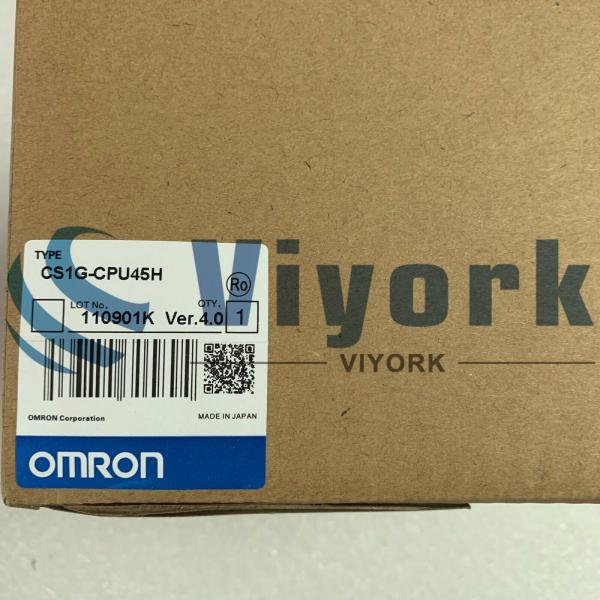 Viyork
VIYORK
TYPE
CS1G-CPU45H
Ro
LOT No. QTY.
110901K Ver.4.0 1
OMRON Corporation MADE IN JAPAN
OMRON